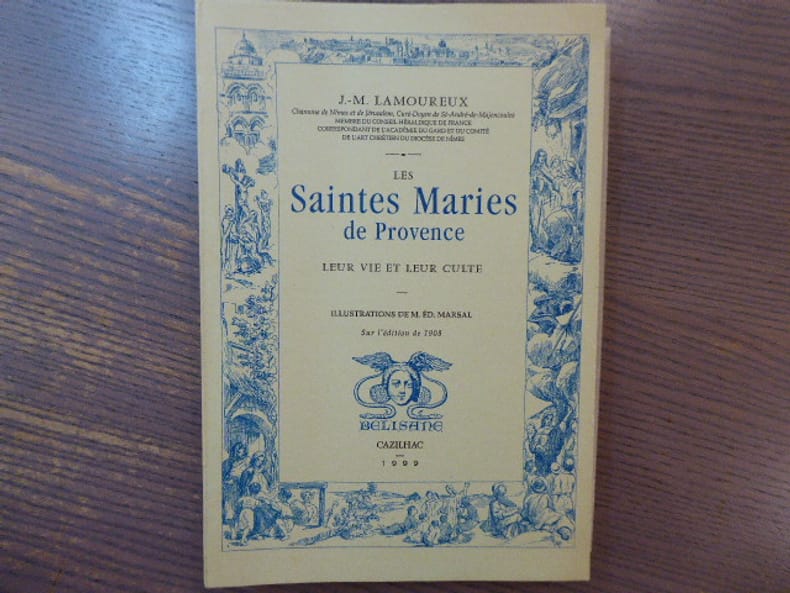 J.-M. LAMOUREUX
Chanoine de Nîmes et de Jérusalem, Curé-Doyen de St-André-de-Majencoules
MEMBRE DU CONSEIL HÉRALDIQUE DE FRANCE
CORRESPONDANT DE L'ACADÉMIE DU GARD ET DU COMITÉ
DE L'ART CHRÉTIEN DU DIOCÈSE DE NÎMES
LES
Saintes Maries
de Provence
LEUR VIE ET LEUR CULTE
ILLUSTRATIONS DE M. ÉD. MARSAL
Sur l'édition de 1908
BELISANE
CAZILHAC
1999